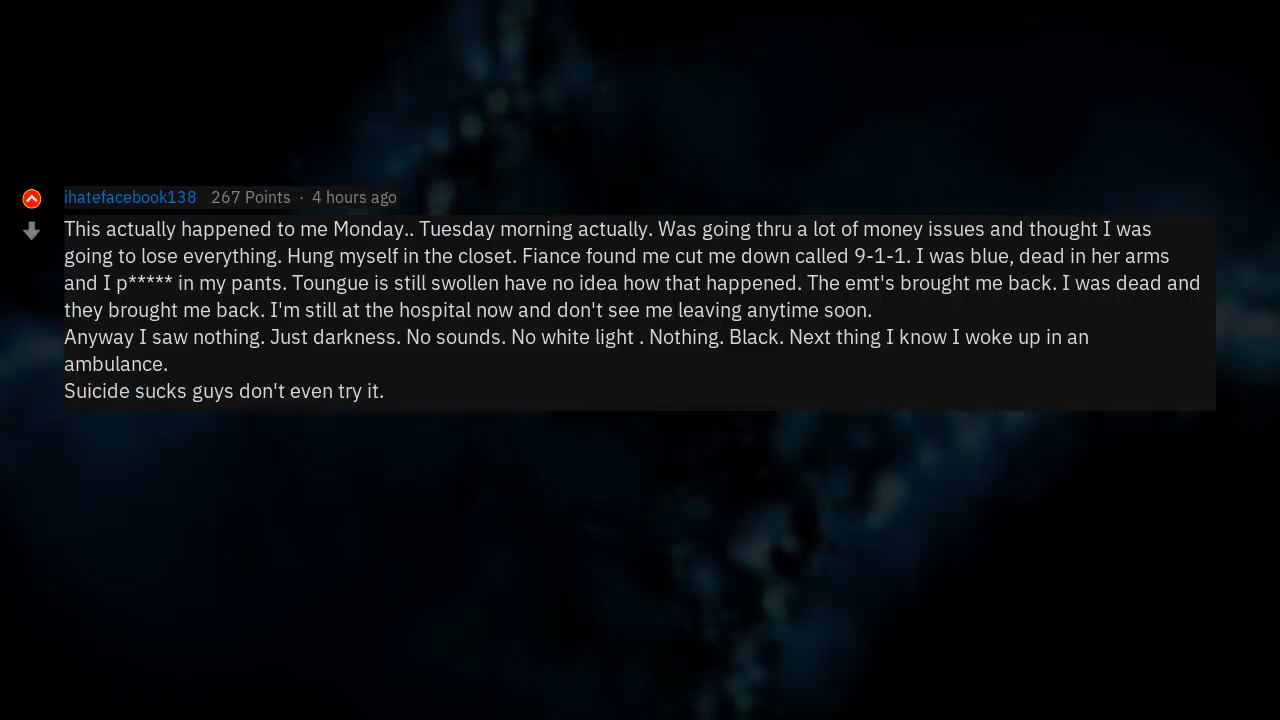 ihatefacebook138 267 Points · 4 hours ago
This actually happened to me Monday.. Tuesday morning actually. Was going thru a lot of money issues and thought I was
going to lose everything. Hung myself in the closet. Fiance found me cut me down called 9-1-1. I was blue, dead in her arms
and I p***** in my pants. Toungue is still swollen have no idea how that happened. The emt's brought me back. I was dead and
they brought me back. I'm still at the hospital now and don't see me leaving anytime soon.
Anyway I saw nothing. Just darkness. No sounds. No white light . Nothing. Black. Next thing I know I woke up in an
ambulance.
Suicide sucks guys don't even try it.